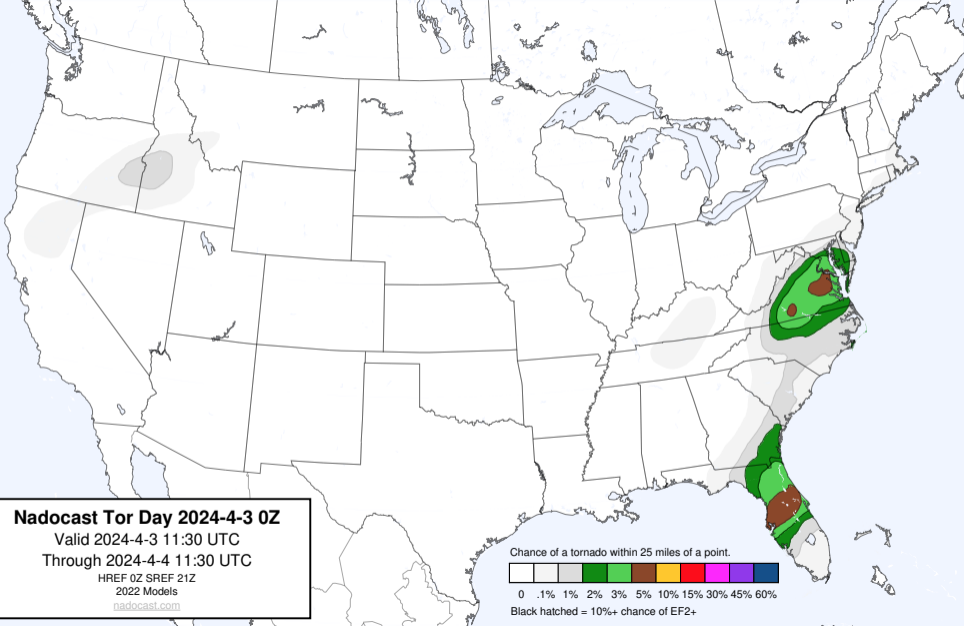 Nadocast Tor Day 2024-4-3 0Z
Valid 2024-4-3 11:30 UTC
Through 2024-4-4 11:30 UTC
HREF 0Z SREF 21Z
2022 Models
nadocast.com
Chance of a tornado within 25 miles of a point.
0 .1% 1% 2% 3% 5% 10% 15% 30% 45% 60%
Black hatched = 10%+ chance of EF2+